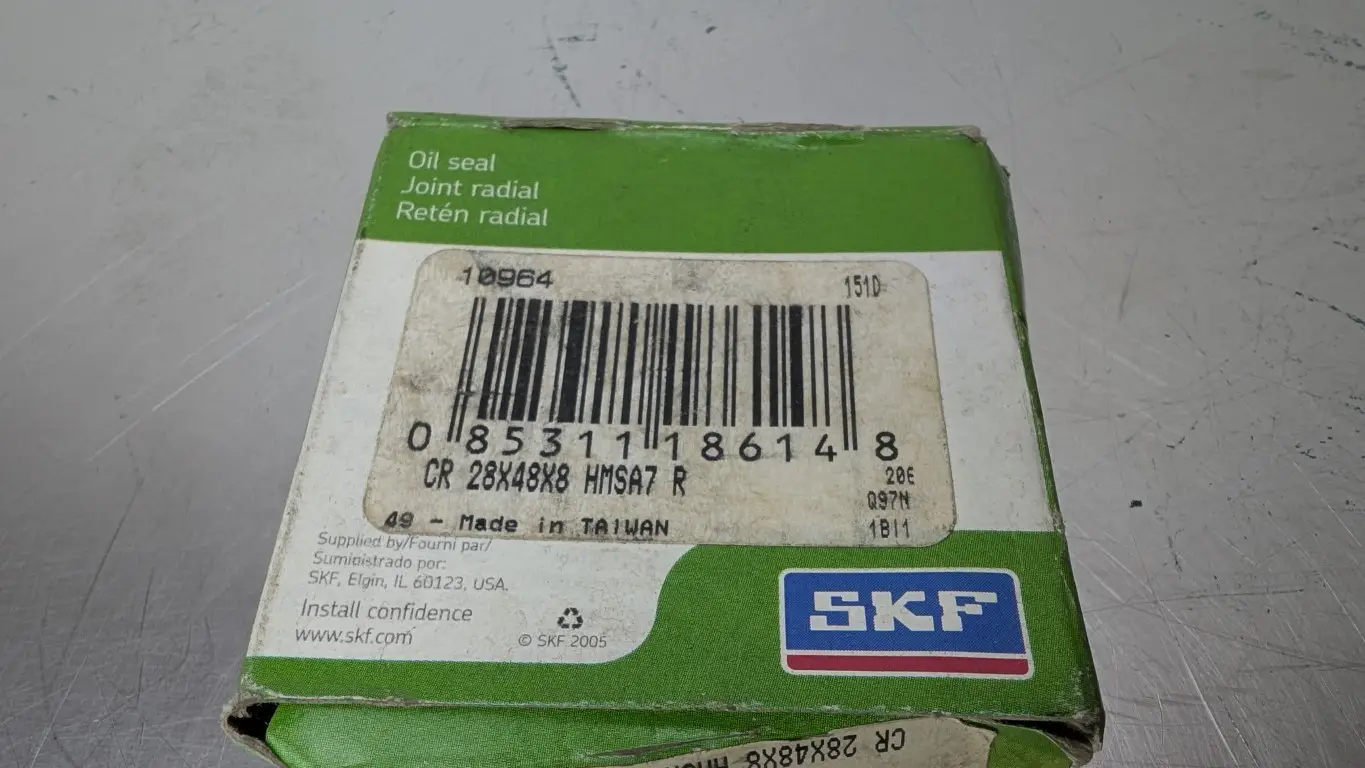 Oil seal
Joint radial
Retén radial
10964
151D
0 85311 18614 8
CR 28X48X8 HMSA7 R
20E
Q97N
1BI1
49 - Made in TAIWAN
Supplied by/Fourni par/
Suministrado por:
SKF, Elgin, IL 60123, USA.
Install confidence
www.skf.com
© SKF 2005
SKF
CR 28X48X8